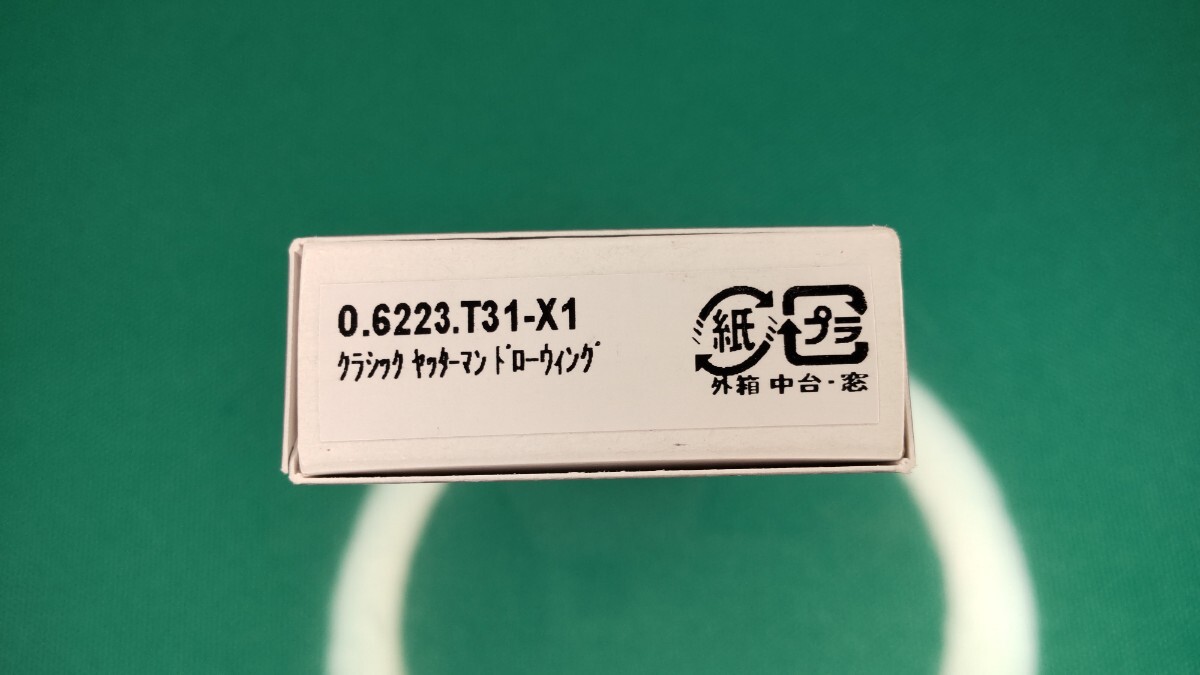 0.6223.T31-X1
クラシック ヤッターマン ドローウィング
紙 プラ
外箱 中台・窓